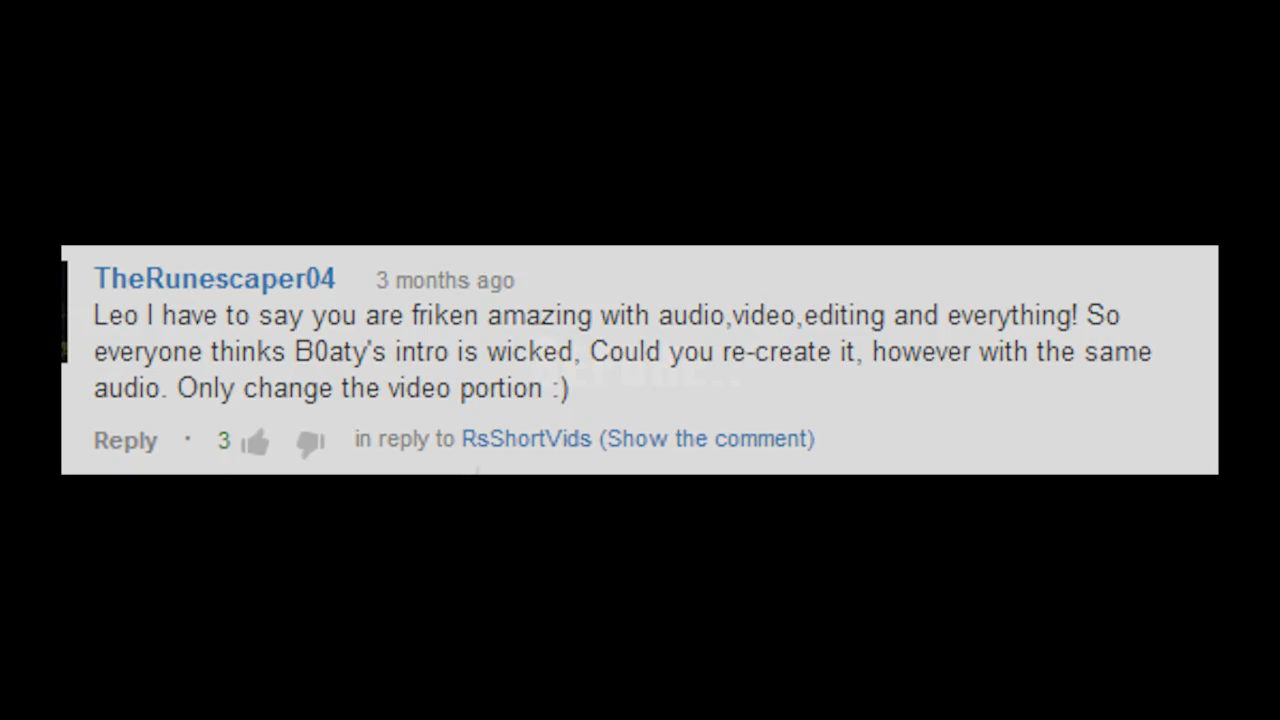 TheRunescaper04 3 months ago
Leo I have to say you are friken amazing with audio,video,editing and everything! So
everyone thinks B0aty's intro is wicked, Could you re-create it, however with the same
audio. Only change the video portion :)
Reply · 3 in reply to RsShortVids (Show the comment)